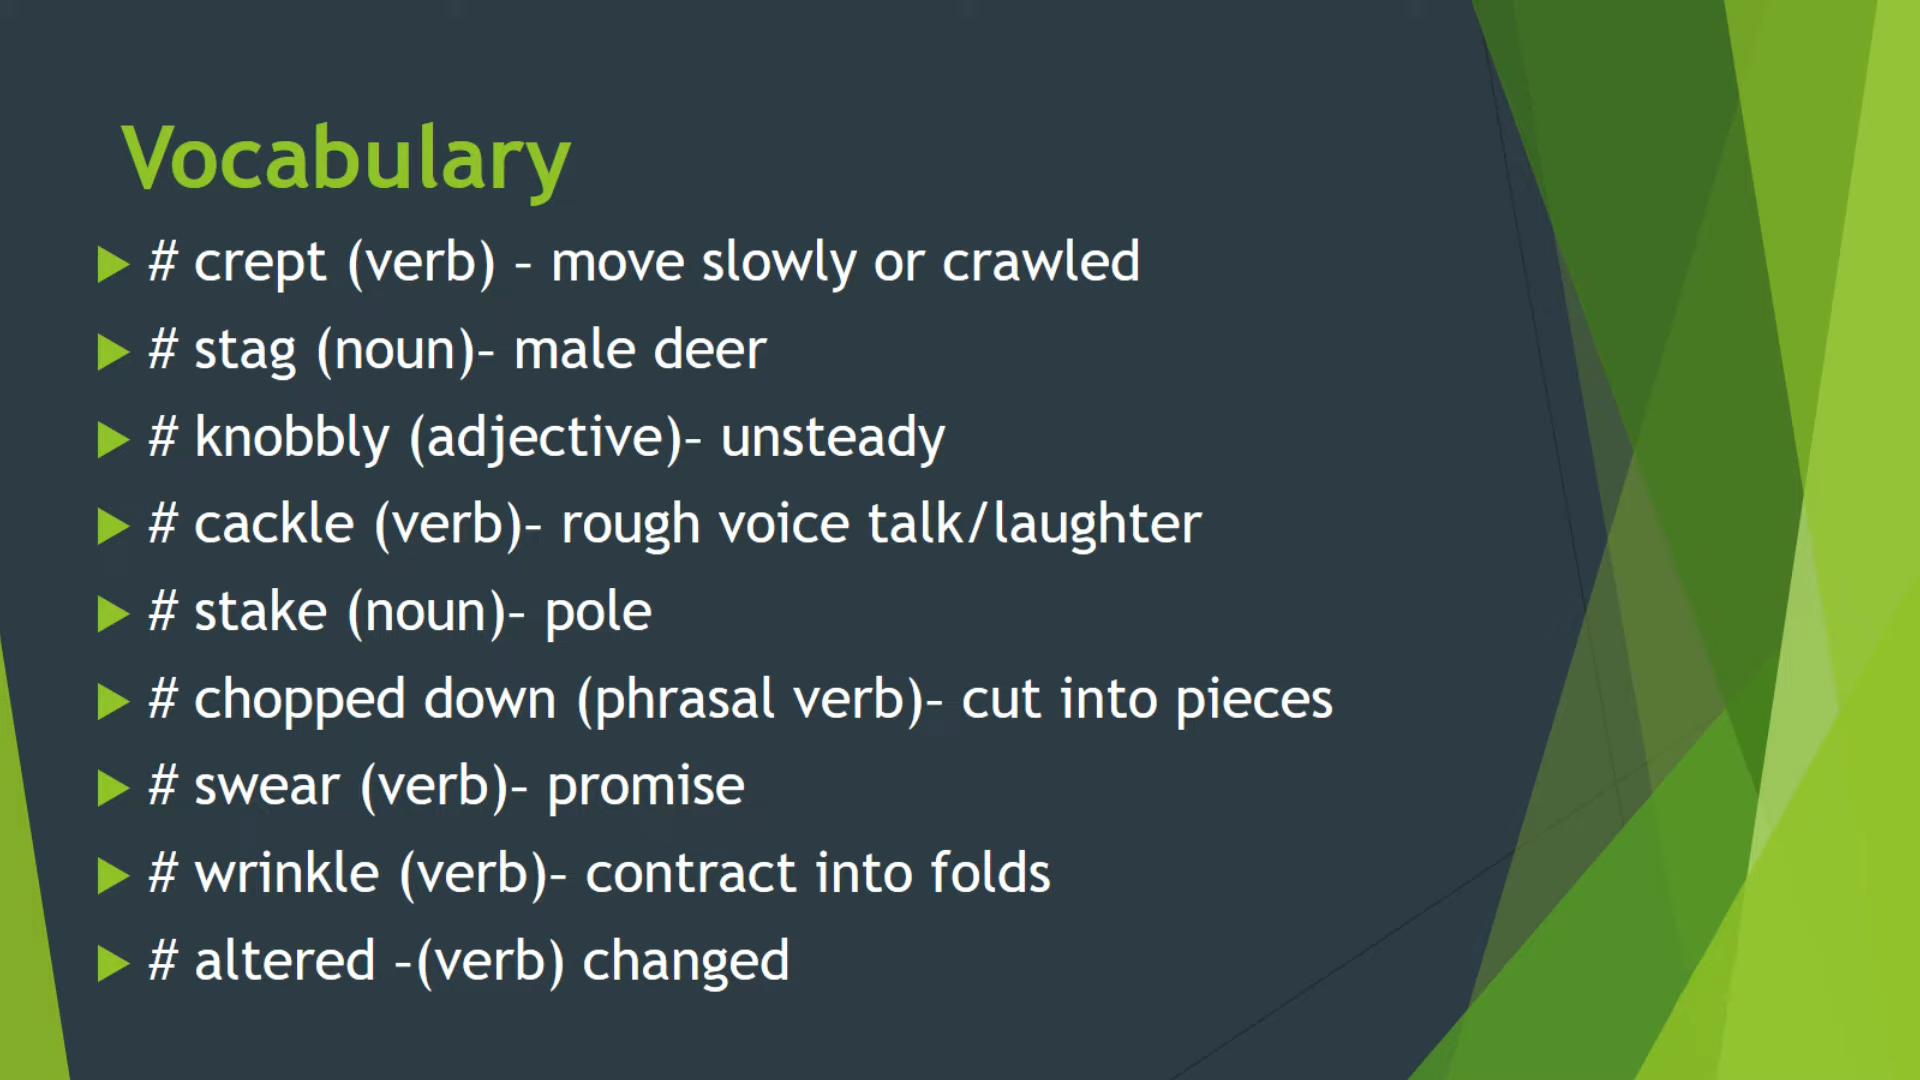 Vocabulary
# crept (verb) – move slowly or crawled
# stag (noun)– male deer
# knobbly (adjective)– unsteady
# cackle (verb)– rough voice talk/laughter
# stake (noun)– pole
# chopped down (phrasal verb)– cut into pieces
# swear (verb)– promise
# wrinkle (verb)– contract into folds
# altered –(verb) changed